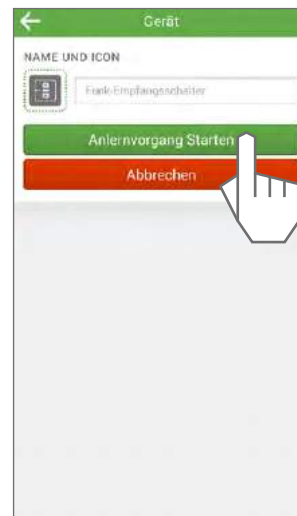 Gerät
NAME UND ICON
Funk-Empfangsschalter
Anlernvorgang Starten
Abbrechen